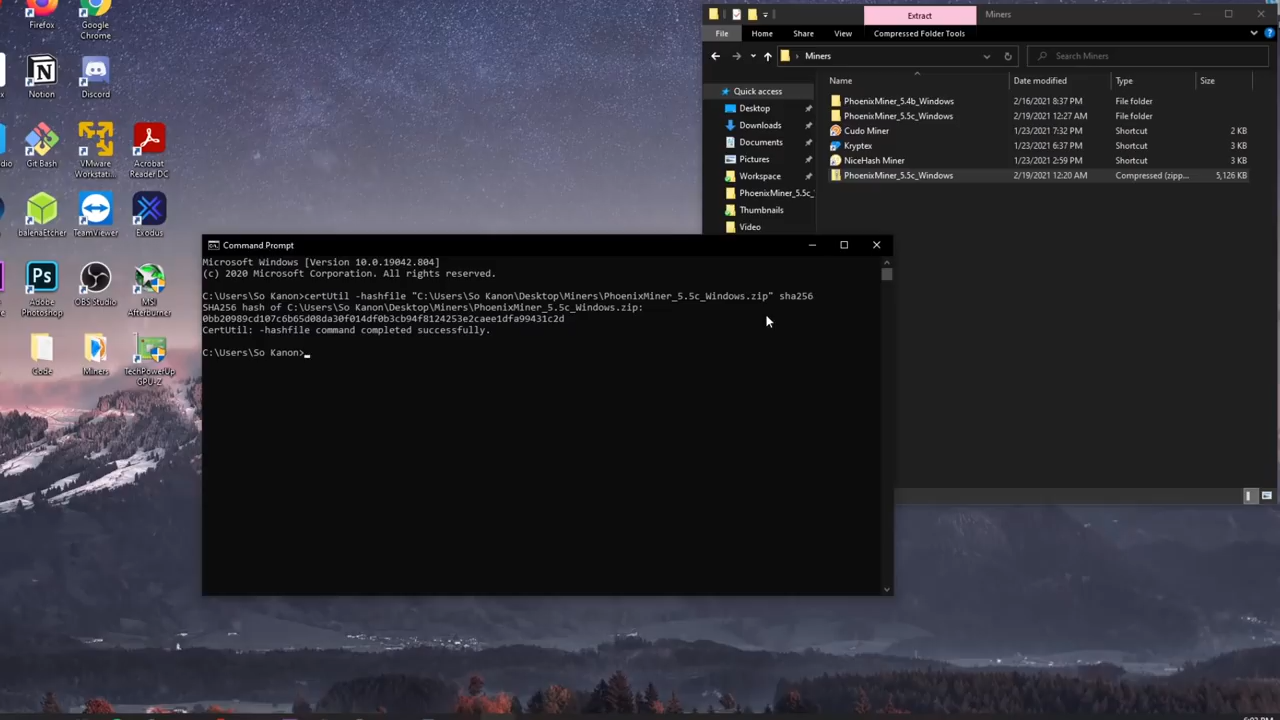 Firefox
Google
Chrome
Notion
Discord
Git Bash
VMware
Workstati...
Acrobat
Reader DC
balenaEtcher
TeamViewer
Exodus
Adobe
Photoshop
OBS Studio
MSI
Afterburner
Code
Miners
TechPowerUp
GPU-Z
Extract
Miners
File
Home
Share
View
Compressed Folder Tools
Miners
Search Miners
Name
Date modified
Type
Size
Quick access
Desktop
Downloads
Documents
Pictures
Workspace
PhoenixMiner_5.5c_
Thumbnails
Video
PhoenixMiner_5.4b_Windows 2/16/2021 8:37 PM File folder
PhoenixMiner_5.5c_Windows 2/19/2021 12:27 AM File folder
Cudo Miner 1/23/2021 7:32 PM Shortcut 2 KB
Kryptex 1/23/2021 6:37 PM Shortcut 3 KB
NiceHash Miner 1/23/2021 2:59 PM Shortcut 3 KB
PhoenixMiner_5.5c_Windows 2/19/2021 12:20 AM Compressed (zipp... 5,126 KB
Command Prompt
Microsoft Windows [Version 10.0.19042.804]
(c) 2020 Microsoft Corporation. All rights reserved.
C:\Users\So Kanon>certUtil -hashfile "C:\Users\So Kanon\Desktop\Miners\PhoenixMiner_5.5c_Windows.zip" sha256
SHA256 hash of C:\Users\So Kanon\Desktop\Miners\PhoenixMiner_5.5c_Windows.zip:
0bb20989cd107c6b65d08da30f014df0b3cb94f8124253e2caee1dfa99431c2d
CertUtil: -hashfile command completed successfully.
C:\Users\So Kanon>_